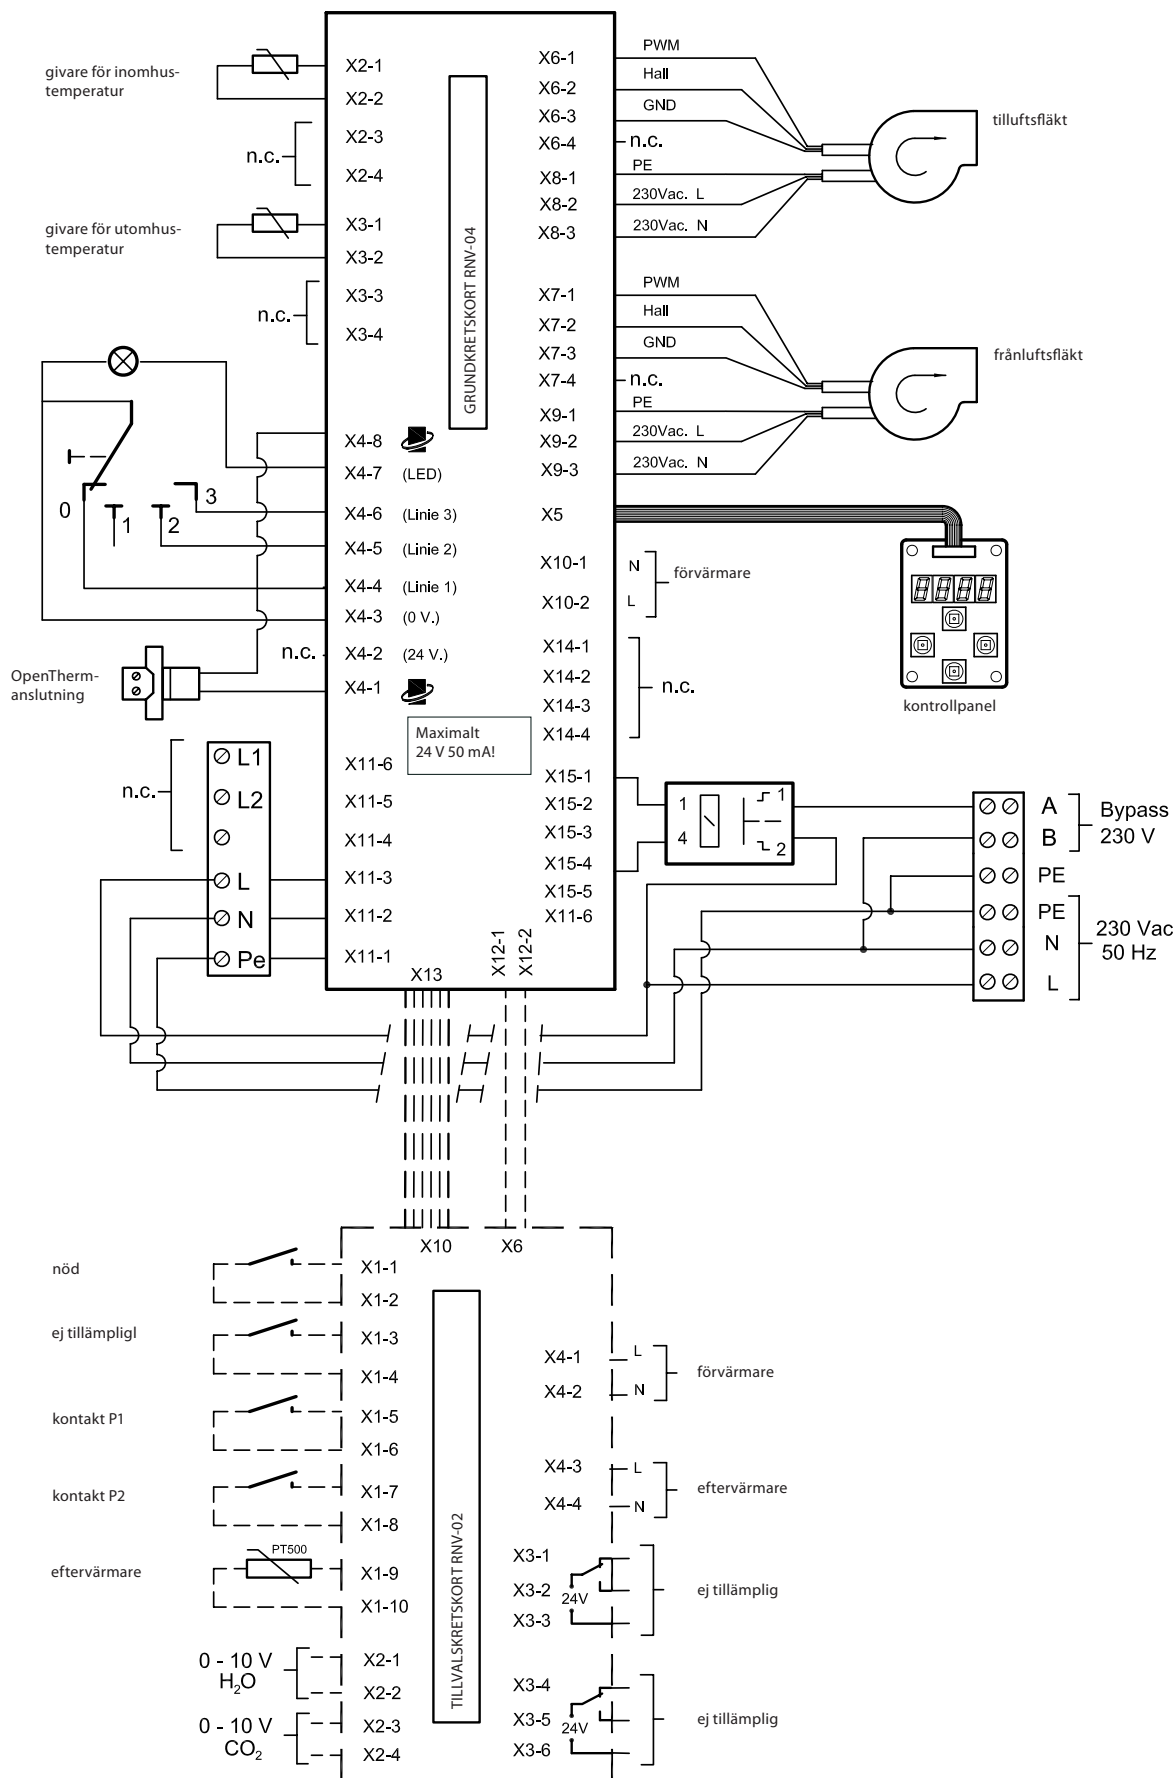 givare för inomhus-
temperatur
X2-1
X2-2
n.c.
X2-3
X2-4
givare för utomhus-
temperatur
X3-1
X3-2
n.c.
X3-3
X3-4
GRUNDKRETSKORT RNV-04
X6-1 PWM
X6-2 Hall
X6-3 GND
X6-4 n.c.
X8-1 PE
X8-2 230Vac. L
X8-3 230Vac. N
tilluftsfläkt
X7-1 PWM
X7-2 Hall
X7-3 GND
X7-4 n.c.
X9-1 PE
X9-2 230Vac. L
X9-3 230Vac. N
frånluftsfläkt
0
1
2
3
X4-8
X4-7 (LED)
X4-6 (Linie 3)
X4-5 (Linie 2)
X4-4 (Linie 1)
X4-3 (0 V.)
n.c. X4-2 (24 V.)
X4-1
OpenTherm-
anslutning
Maximalt
24 V 50 mA!
X5
kontrollpanel
X10-1 N
X10-2 L
förvärmare
X14-1
X14-2
X14-3
X14-4
n.c.
n.c.
L1
L2
L
N
Pe
X11-6
X11-5
X11-4
X11-3
X11-2
X11-1
X15-1
X15-2
X15-3
X15-4
X15-5
X11-6
1
4
1
2
A
B
Bypass
230 V
PE
PE
N
L
230 Vac
50 Hz
X13
X12-1
X12-2
X10
X6
TILLVALSKRETSKORT RNV-02
nöd
X1-1
X1-2
ej tillämpligl
X1-3
X1-4
kontakt P1
X1-5
X1-6
kontakt P2
X1-7
X1-8
eftervärmare
PT500
X1-9
X1-10
0 - 10 V
H₂O
X2-1
X2-2
0 - 10 V
CO₂
X2-3
X2-4
X4-1 L
X4-2 N
förvärmare
X4-3 L
X4-4 N
eftervärmare
X3-1
X3-2
X3-3
24V
ej tillämplig
X3-4
X3-5
X3-6
24V
ej tillämplig